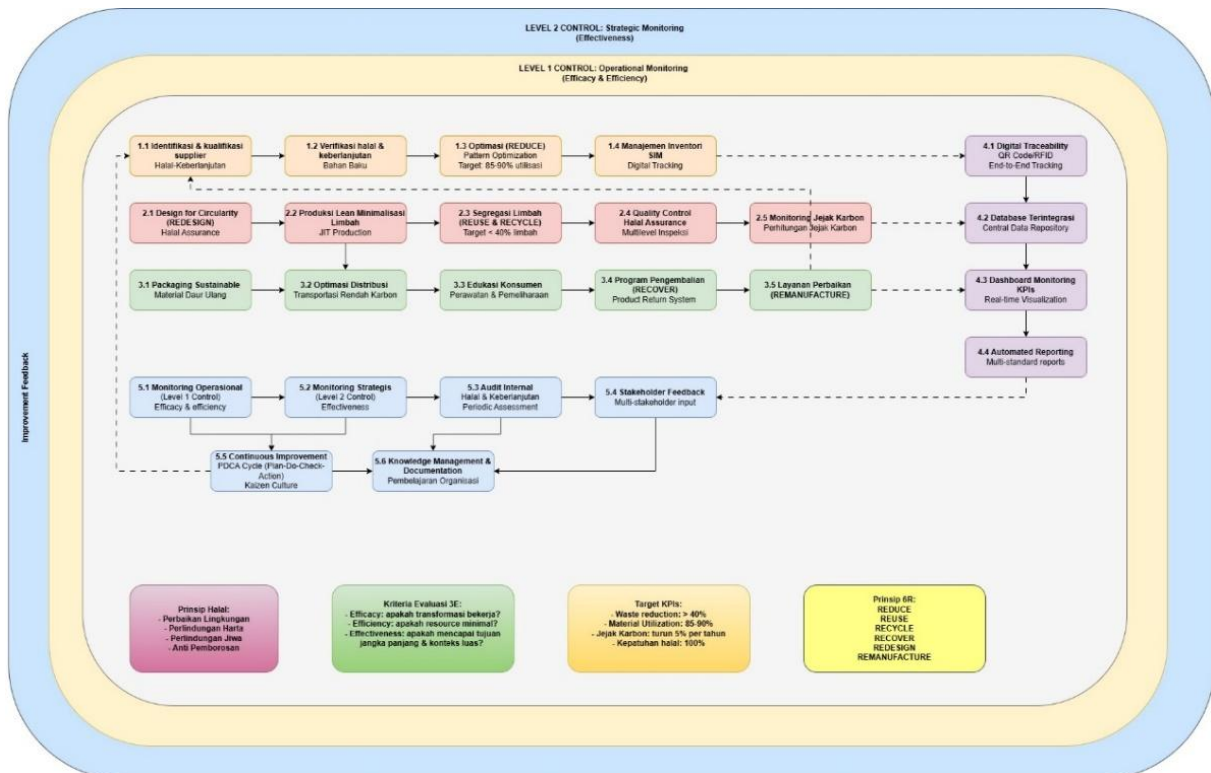 LEVEL 2 CONTROL: Strategic Monitoring
(Effectiveness)
LEVEL 1 CONTROL: Operational Monitoring
(Efficacy & Efficiency)
Improvement Feedback
1.1 Identifikasi & kualifikasi
supplier
Halal-Keberlanjutan
1.2 Verifikasi halal &
keberlanjutan
Bahan Baku
1.3 Optimasi (REDUCE)
Pattern Optimization
Target: 85-90% utilisasi
1.4 Manajemen Inventori
SIM
Digital Tracking
4.1 Digital Traceability
QR Code/RFID
End-to-End Tracking
2.1 Design for Circularity
(REDESIGN)
Halal Assurance
2.2 Produksi Lean Minimalisasi
Limbah
JIT Production
2.3 Segregasi Limbah
(REUSE & RECYCLE)
Target < 40% limbah
2.4 Quality Control
Halal Assurance
Multilevel Inspeksi
2.5 Monitoring Jejak Karbon
Perhitungan Jejak Karbon
4.2 Database Terintegrasi
Central Data Repository
3.1 Packaging Sustainable
Material Daur Ulang
3.2 Optimasi Distribusi
Transportasi Rendah Karbon
3.3 Edukasi Konsumen
Perawatan & Pemeliharaan
3.4 Program Pengembalian
(RECOVER)
Product Return System
3.5 Layanan Perbaikan
(REMANUFACTURE)
4.3 Dashboard Monitoring
KPIs
Real-time Visualization
4.4 Automated Reporting
Multi-standard reports
5.1 Monitoring Operasional
(Level 1 Control)
Efficacy & efficiency
5.2 Monitoring Strategis
(Level 2 Control)
Effectiveness
5.3 Audit Internal
Halal & Keberlanjutan
Periodic Assessment
5.4 Stakeholder Feedback
Multi-stakeholder input
5.5 Continuous Improvement
PDCA Cycle (Plan-Do-Check-
Action)
Kaizen Culture
5.6 Knowledge Management &
Documentation
Pembelajaran Organisasi
Prinsip Halal:
- Perbaikan Lingkungan
- Perlindungan Harta
- Perlindungan Jiwa
- Anti Pemborosan
Kriteria Evaluasi 3E:
- Efficacy: apakah transformasi bekerja?
- Efficiency: apakah resource minimal?
- Effectiveness: apakah mencapai tujuan
jangka panjang & konteks luas?
Target KPIs:
- Waste reduction: > 40%
- Material Utilization: 85-90%
- Jejak Karbon: turun 5% per tahun
- Kepatuhan halal: 100%
Prinsip 6R:
REDUCE
REUSE
RECYCLE
RECOVER
REDESIGN
REMANUFACTURE